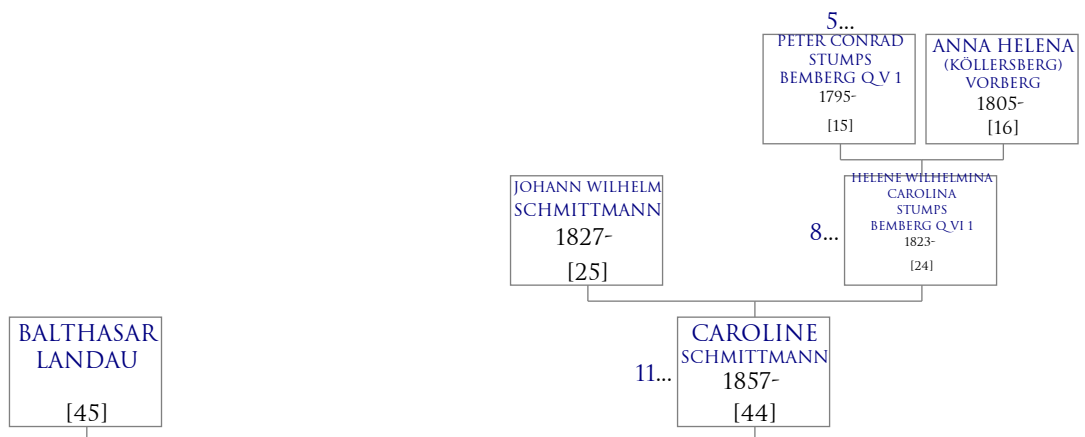 5...
PETER CONRAD
STUMPS
BEMBERG Q V 1
1795-
[15]
ANNA HELENA
(KÖLLERSBERG)
VORBERG
1805-
[16]
JOHANN WILHELM
SCHMITTMANN
1827-
[25]
8...
HELENE WILHELMINA
CAROLINA
STUMPS
BEMBERG Q VI 1
1823-
[24]
BALTHASAR
LANDAU
[45]
11...
CAROLINE
SCHMITTMANN
1857-
[44]